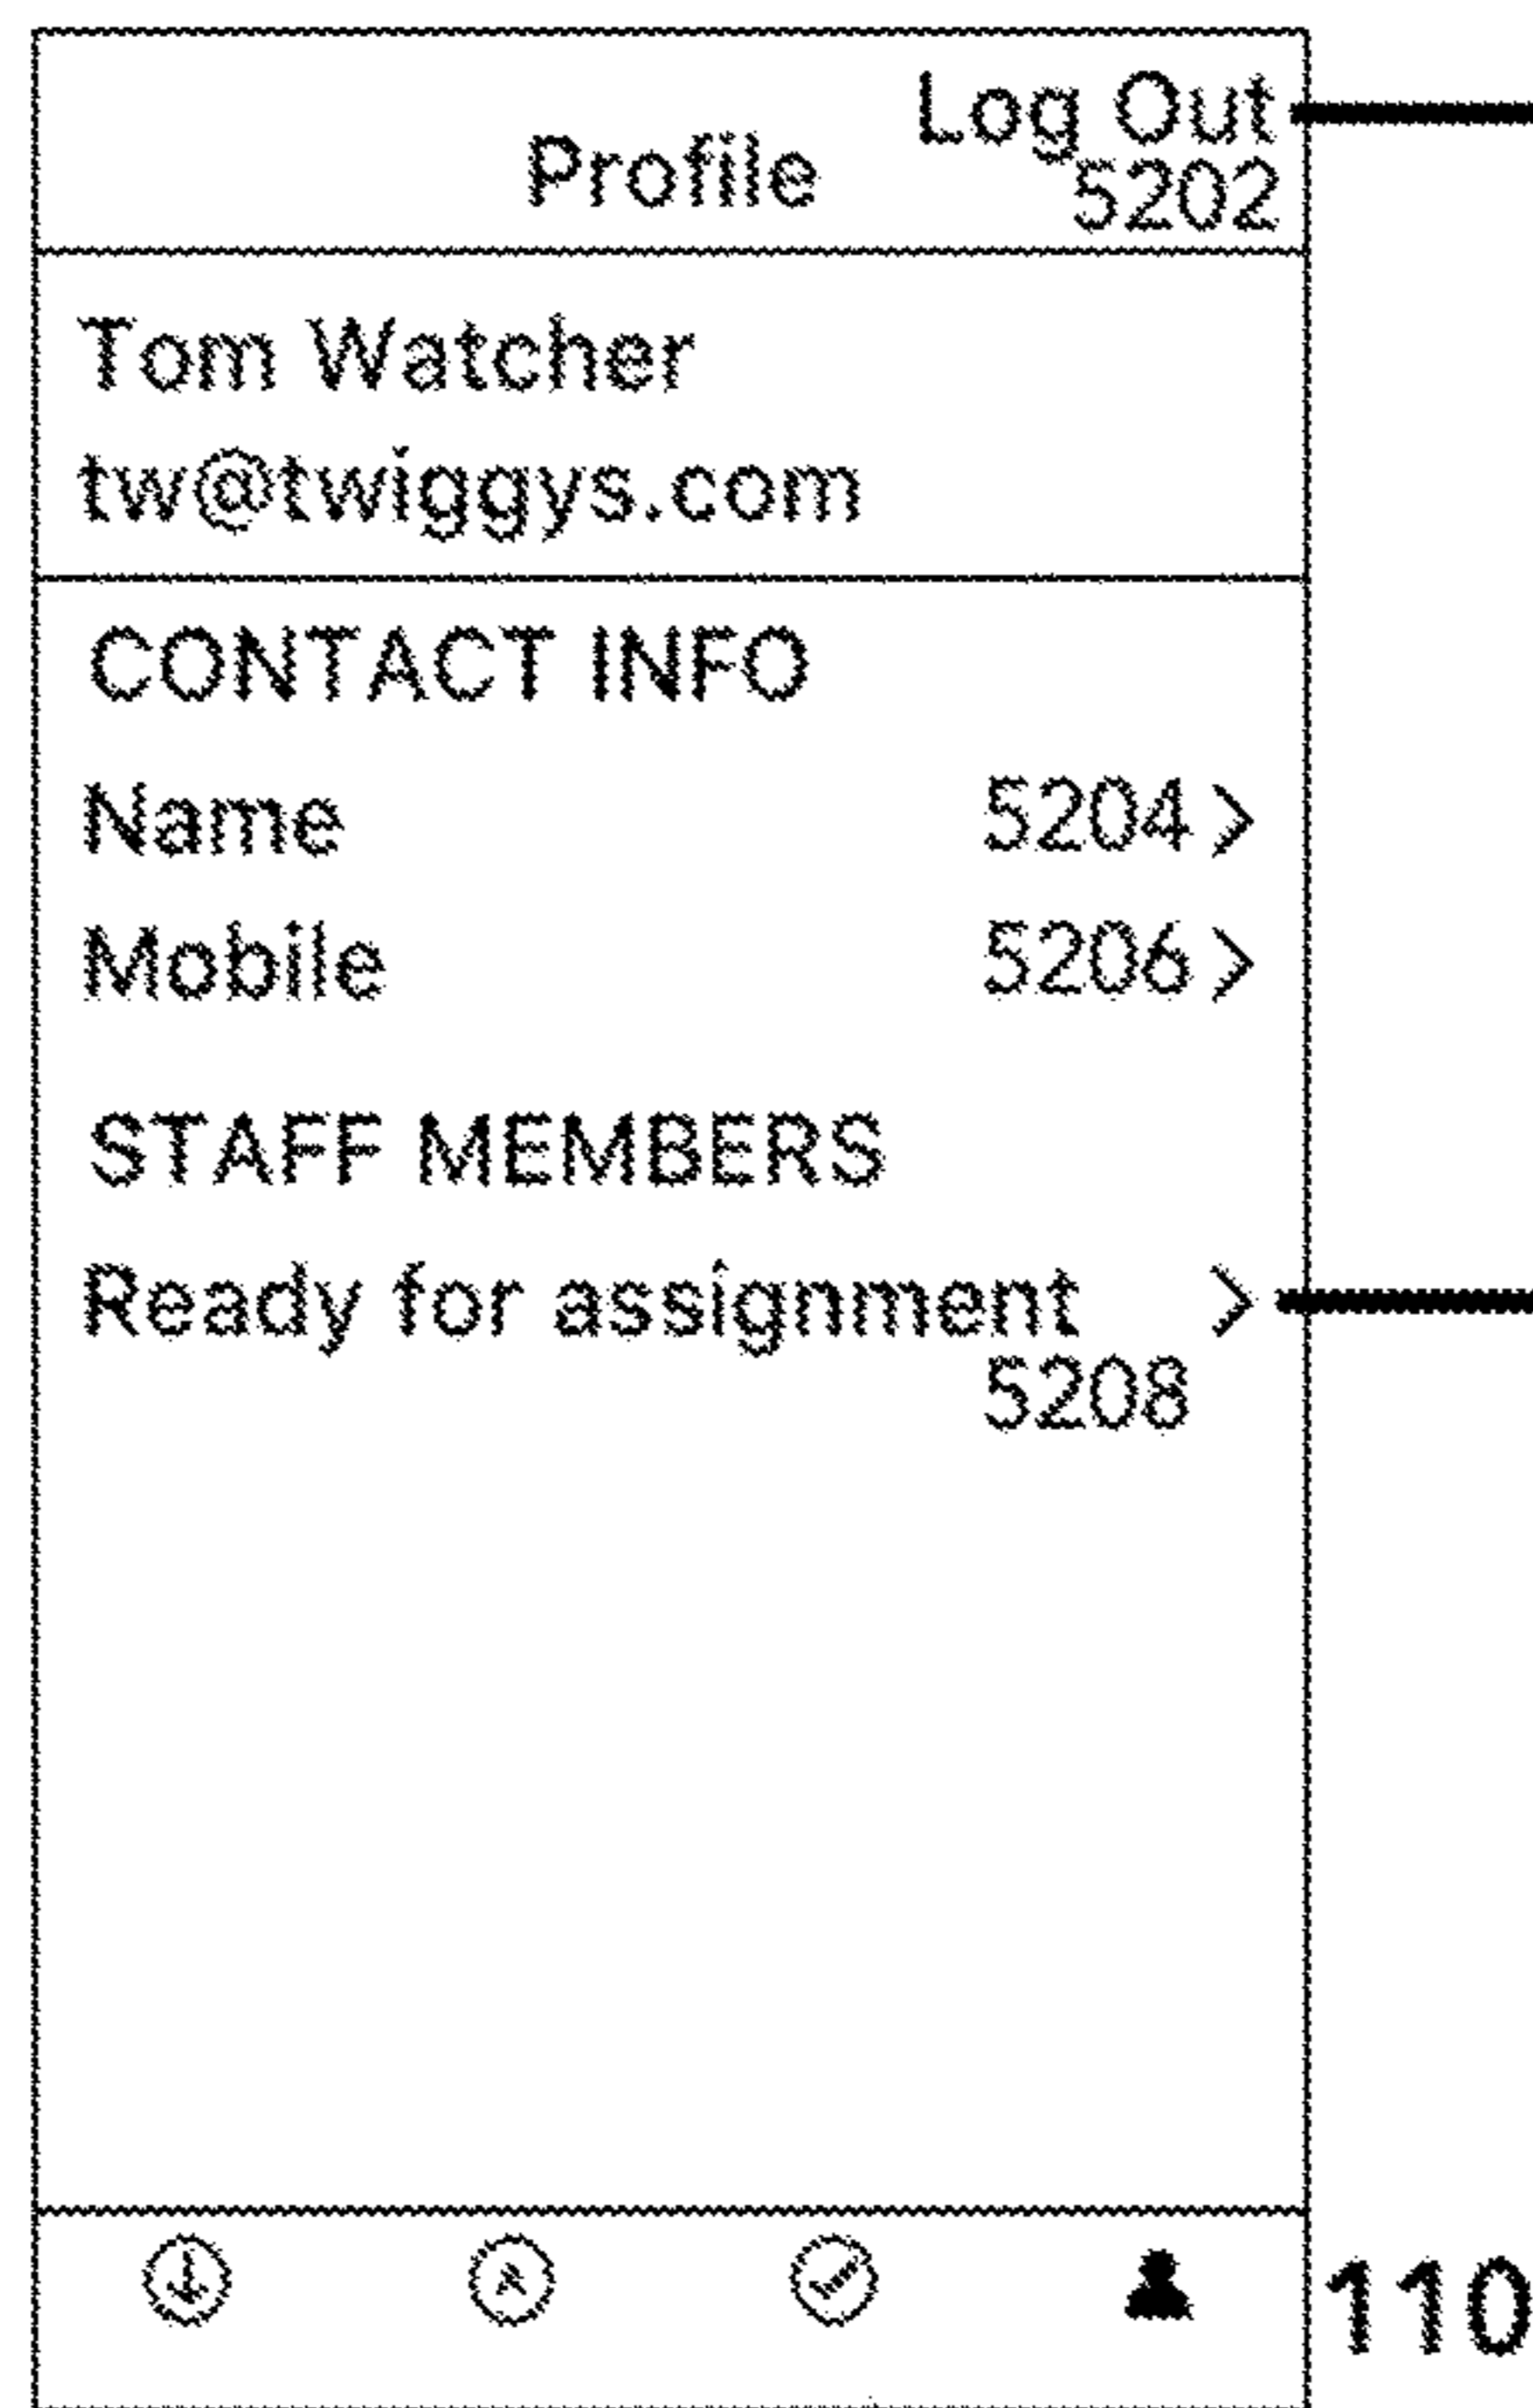 Log Out
Profile
5202
Tom Watcher
tw@twiggys.com
CONTACT INFO
Name 5204 >
Mobile 5206 >
STAFF MEMBERS
Ready for assignment >
5208
110